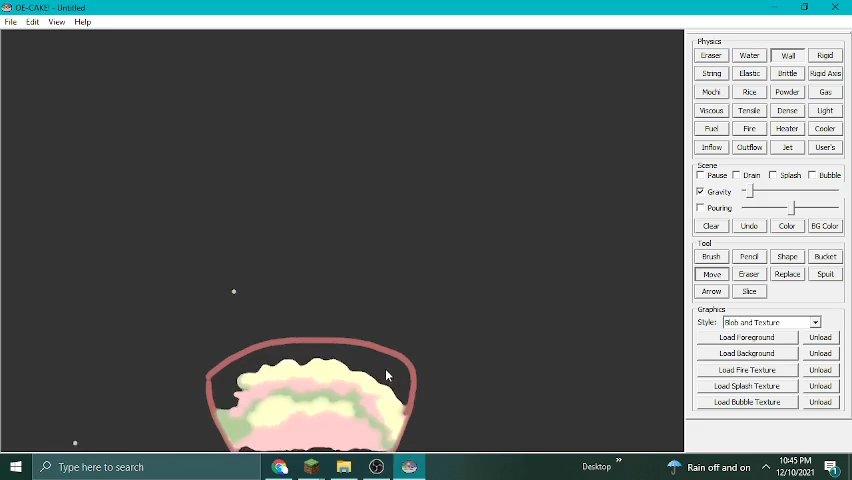 OE-CAKE! - Untitled
File Edit View Help
Physics
Eraser Water Wall Rigid
String Elastic Brittle Rigid Axis
Mochi Rice Powder Gas
Viscous Tensile Dense Light
Fuel Fire Heater Cooler
Inflow Outflow Jet User's
Scene
Pause Drain Splash Bubble
Gravity
Pouring
Clear Undo Color BG Color
Tool
Brush Pencil Shape Bucket
Move Eraser Replace Spuit
Arrow Slice
Graphics
Style: Blob and Texture
Load Foreground Unload
Load Background Unload
Load Fire Texture Unload
Load Splash Texture Unload
Load Bubble Texture Unload
Type here to search
Desktop »
Rain off and on
10:45 PM
12/10/2021
1